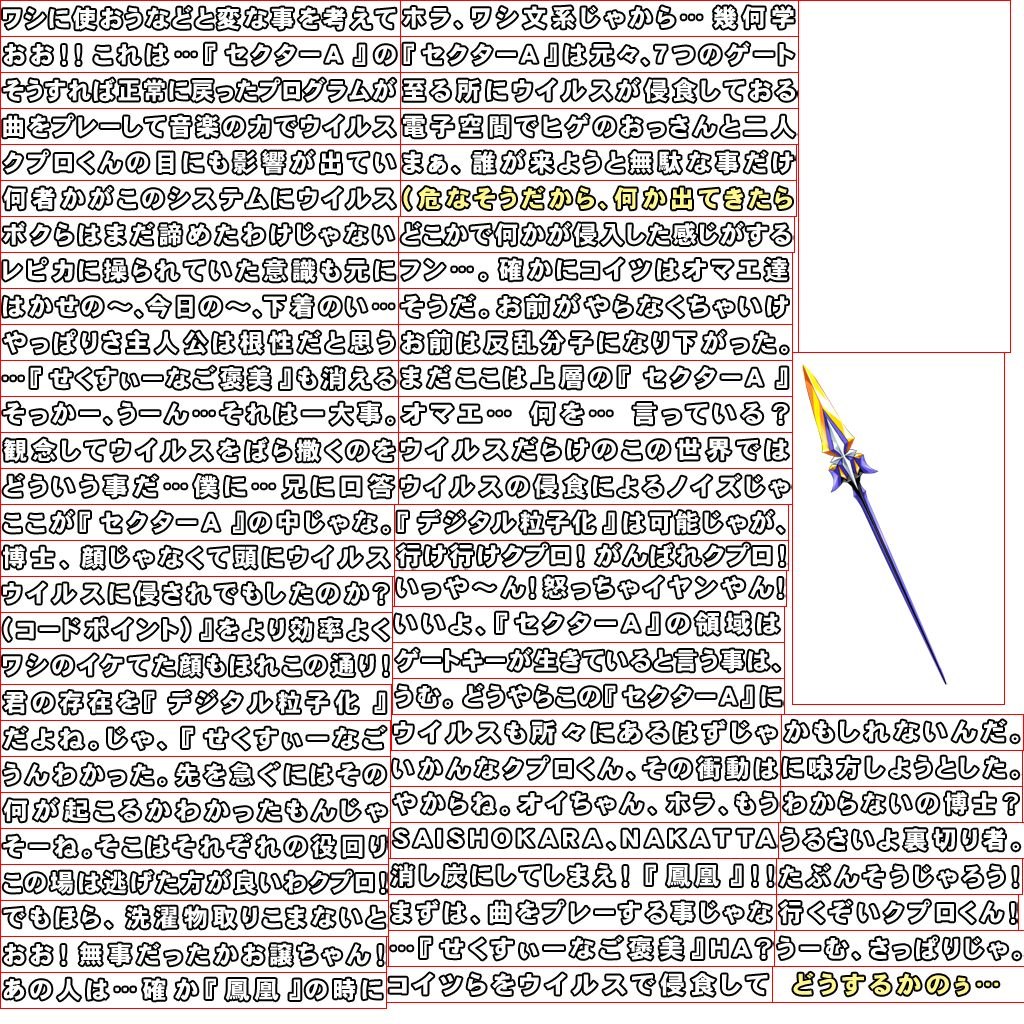 ワシに使おうなどと変な事を考えて
おお!!これは…『セクターA』の
そうすれば正常に戻ったプログラムが
曲をプレーして音楽の力でウイルス
クプロくんの目にも影響が出てい
何者かがこのシステムにウイルス
ボクらはまだ諦めたわけじゃない
レピカに操られていた意識も元に
はかせの〜、今日の〜、下着のい…
やっぱりさ主人公は根性だと思う
…『せくすぃーなご褒美』も消える
そっかー、うーん…それは一大事。
観念してウイルスをばら撒くのを
どういう事だ…僕に…兄に口答
ここが『セクターA』の中じゃな。
博士、顔じゃなくて頭にウイルス
ウイルスに侵されでもしたのか？
（コードポイント）』をより効率よく
ワシのイケてた顔もほれこの通り!
君の存在を『デジタル粒子化』
だよね。じゃ、『せくすぃーなご
うんわかった。先を急ぐにはその
何が起こるかわかったもんじゃ
そーね。そこはそれぞれの役回り
この場は逃げた方が良いわクプロ!
でもほら、洗濯物取りこまないと
おお!無事だったかお譲ちゃん!
あの人は…確か『鳳凰』の時に
ホラ、ワシ文系じゃから…幾何学
『セクターA』は元々、7つのゲート
至る所にウイルスが侵食しておる
電子空間でヒゲのおっさんと二人
まぁ、誰が来ようと無駄な事だけ
（危なそうだから、何か出てきたら
どこかで何かが侵入した感じがする
フン…。確かにコイツはオマエ達
そうだ。お前がやらなくちゃいけ
お前は反乱分子になり下がった。
まだここは上層の『セクターA』
オマエ… 何を… 言っている？
ウイルスだらけのこの世界では
ウイルスの侵食によるノイズじゃ
『デジタル粒子化』は可能じゃが、
行け行けクプロ! がんばれクプロ!
いっや〜ん!怒っちゃイヤンやん!
いいよ、『セクターA』の領域は
ゲートキーが生きていると言う事は、
うむ。どうやらこの『セクターA』に
ウイルスも所々にあるはずじゃ
いかんなクプロくん、その衝動は
やからね。オイちゃん、ホラ、もう
SAISHOKARA、NAKATTA
消し炭にしてしまえ!『鳳凰』!!
まずは、曲をプレーする事じゃな
…『せくすぃーなご褒美』HA？
コイツらをウイルスで侵食して
かもしれないんだ。
に味方しようとした。
わからないの博士？
うるさいよ裏切り者。
たぶんそうじゃろう!
行くぞいクプロくん!
うーむ、さっぱりじゃ。
どうするかのぅ…